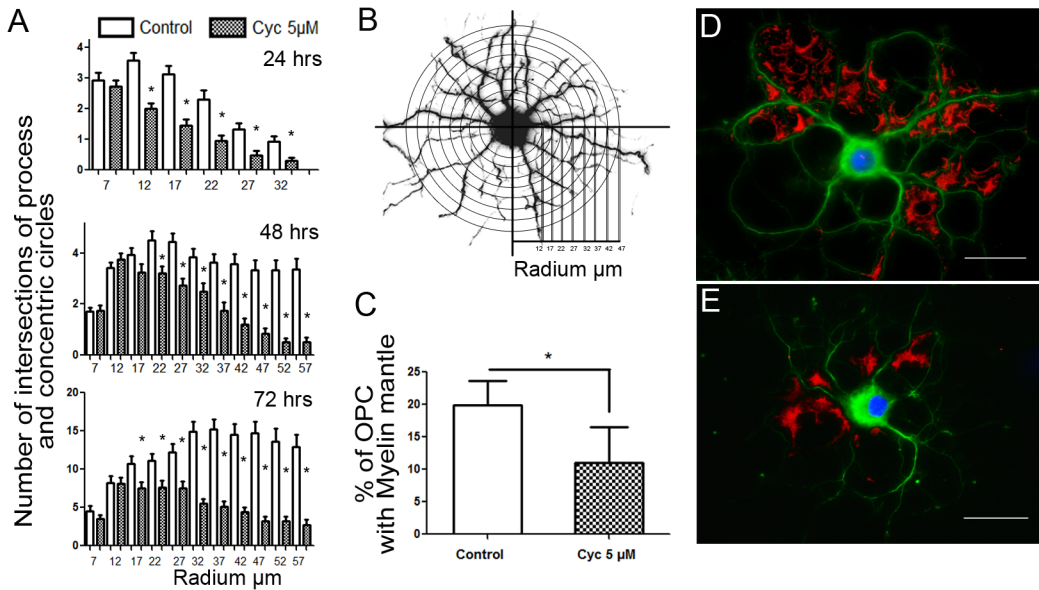 A
Control
Cyc 5µM
24 hrs
5
4
3
2
1
0
* * * * *
7 12 17 22 27 32
48 hrs
4
2
0
* * * * * * * *
7 12 17 22 27 32 37 42 47 52 57
72 hrs
20
15
10
5
0
* * * * * * * * *
7 12 17 22 27 32 37 42 47 52 57
Radium µm
Number of intersections of process
and concentric circles
B
12 17 22 27 32 37 42 47
Radium µm
C
% of OPC
with Myelin mantle
25
20
15
10
5
0
*
Control
Cyc 5 µM
D
E